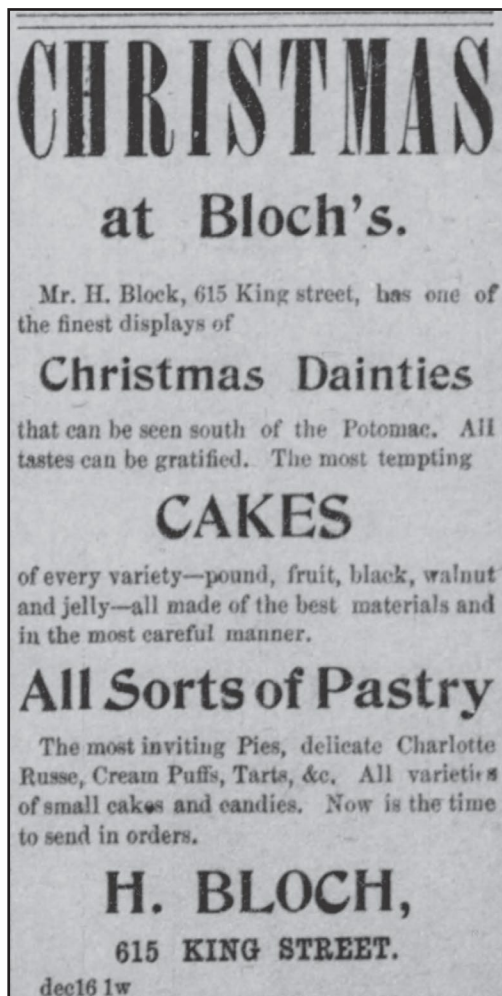 CHRISTMAS
at Bloch's.
Mr. H. Block, 615 King street, has one of
the finest displays of
Christmas Dainties
that can be seen south of the Potomac. All
tastes can be gratified. The most tempting
CAKES
of every variety—pound, fruit, black, walnut
and jelly—all made of the best materials and
in the most careful manner.
All Sorts of Pastry
The most inviting Pies, delicate Charlotte
Russe, Cream Puffs, Tarts, &c. All varieties
of small cakes and candies. Now is the time
to send in orders.
H. BLOCH,
615 KING STREET.
dec16 1w